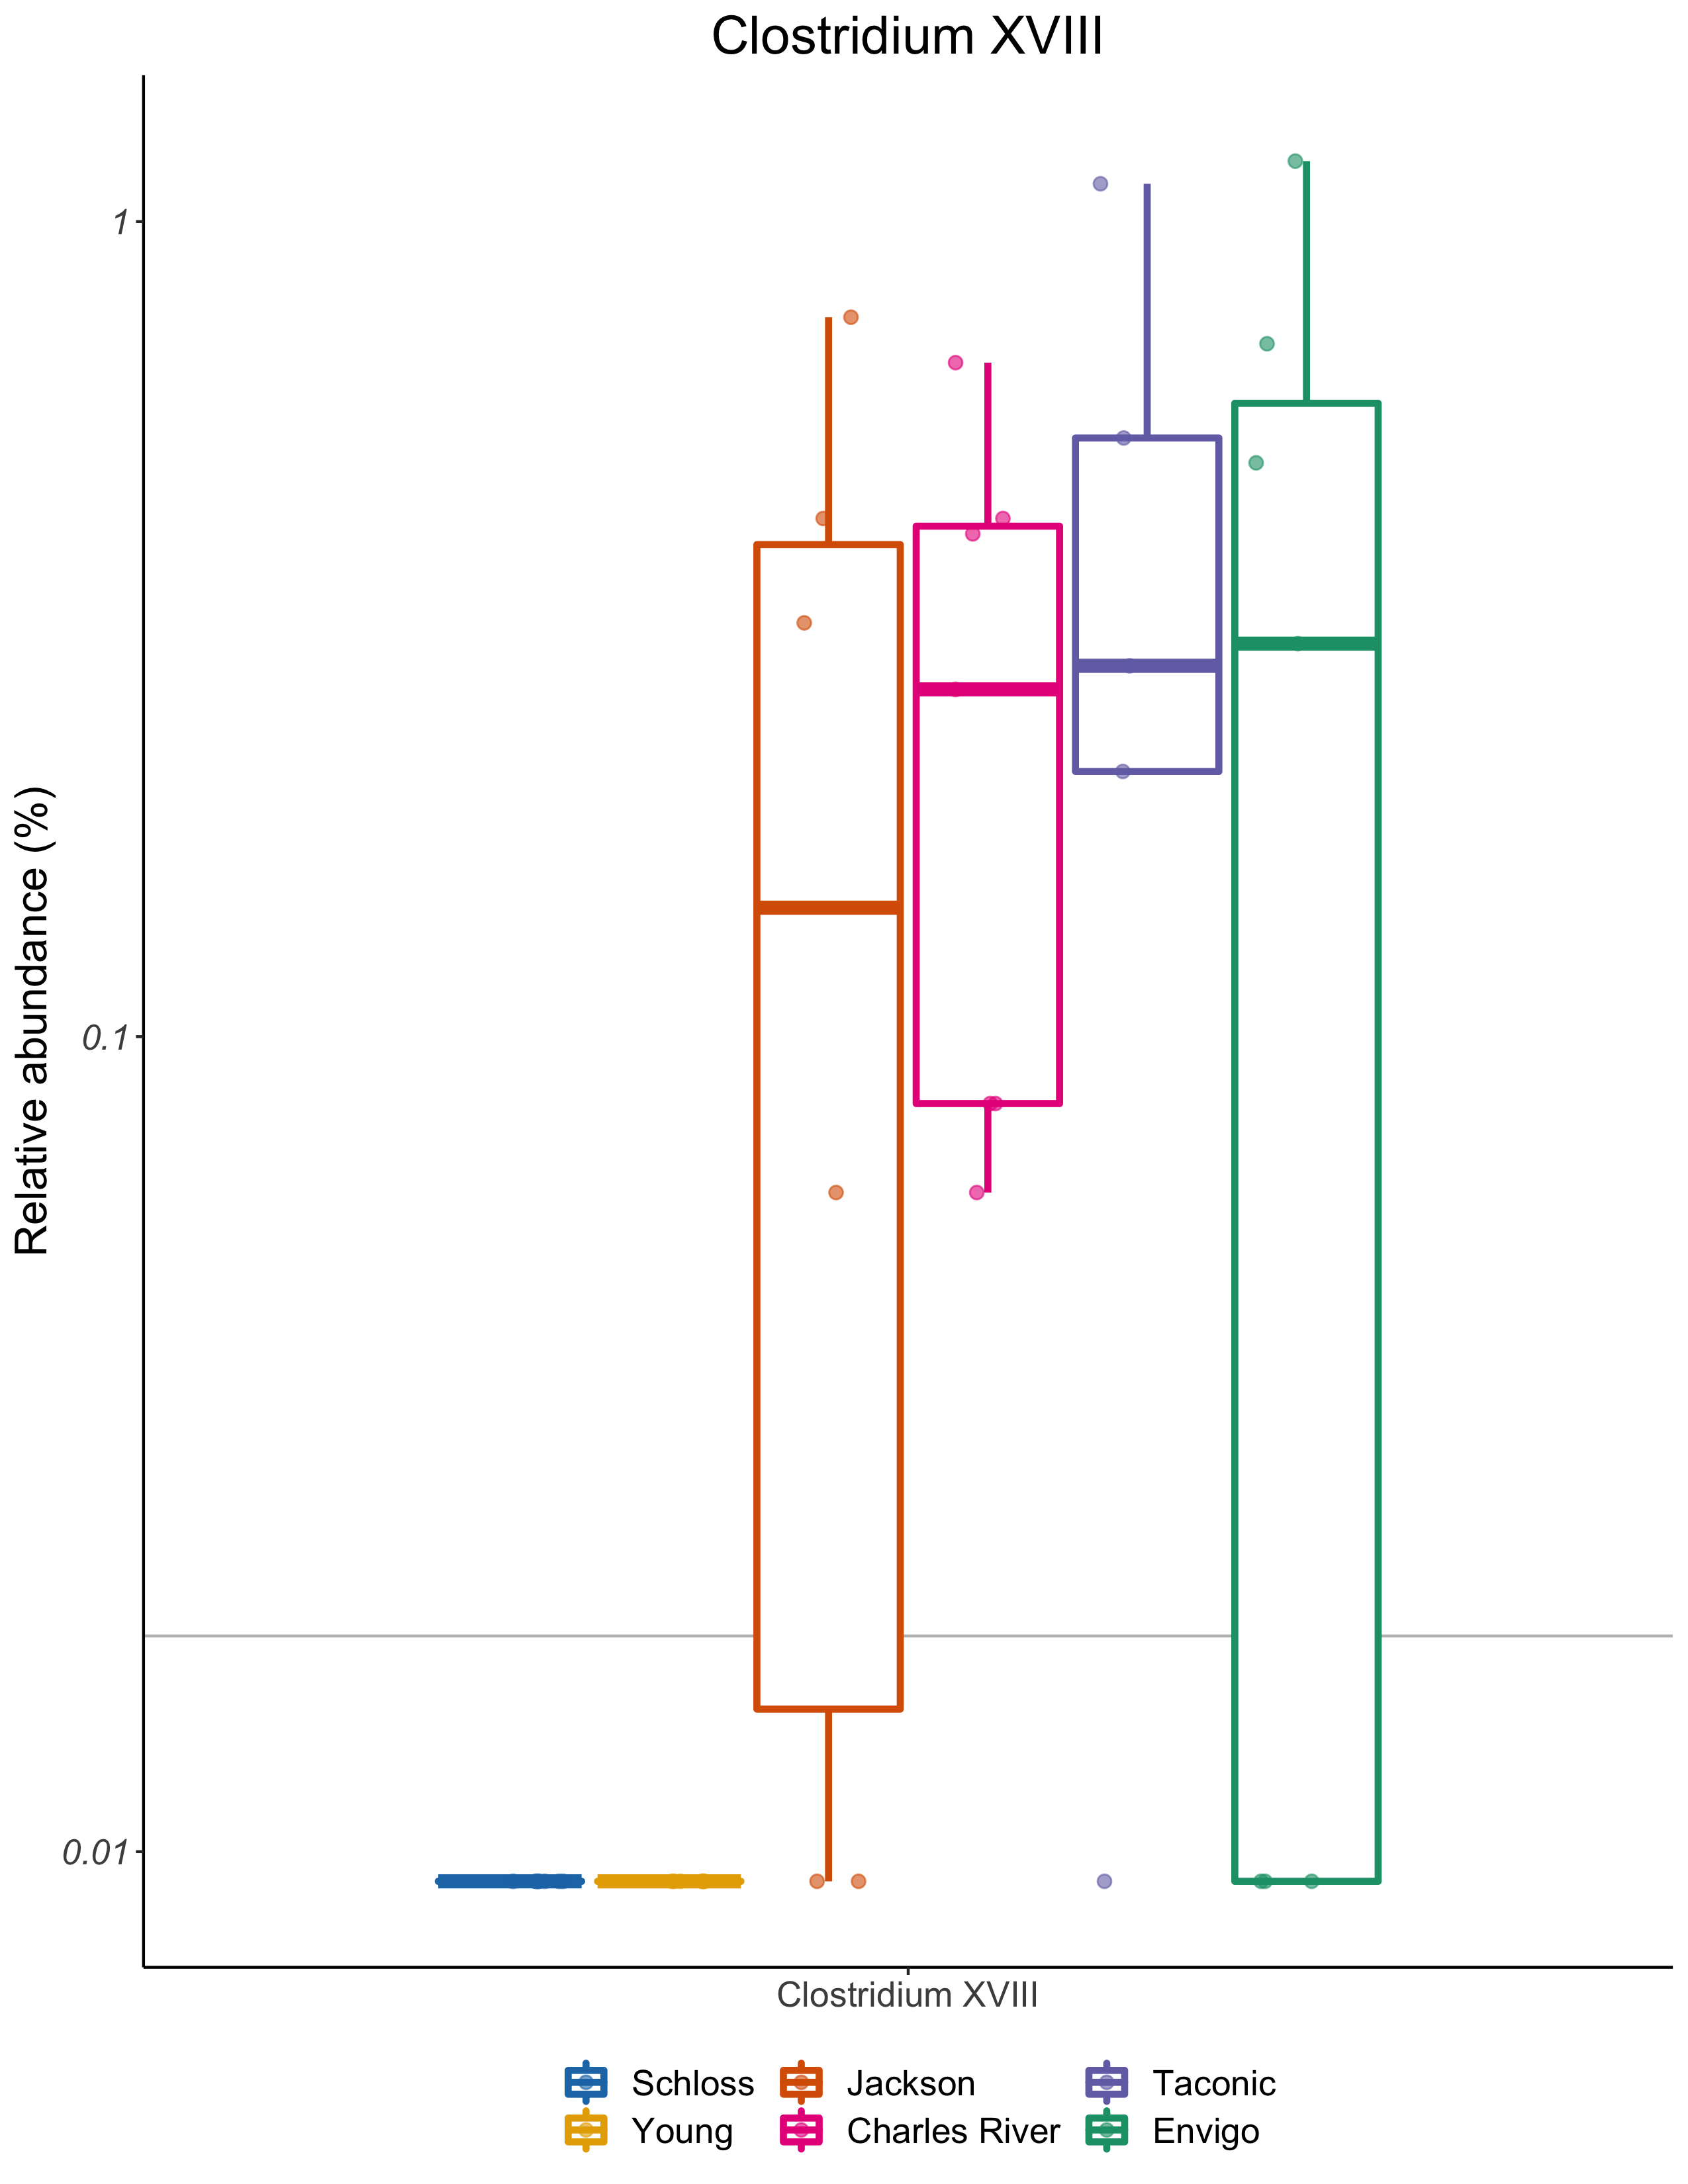 Clostridium XVIII
Relative abundance (%)
1
0.1
0.01
Clostridium XVIII
Schloss
Jackson
Taconic
Young
Charles River
Envigo